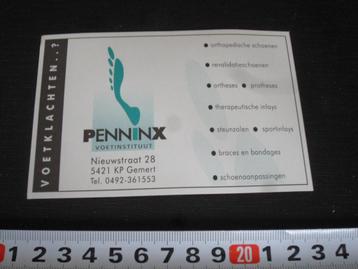 VOETKLACHTEN..?
PENNINX
VOETINSTITUUT
Nieuwstraat 28
5421 KP Gemert
Tel. 0492-361553
• orthopedische schoenen
• revalidatieschoenen
• ortheses • protheses
• therapeutische inlays
• steunzolen • sportinlays
• braces en bandages
• schoenaanpassingen
1 2 3 4 5 6 7 8 9 20 1 2 3 4